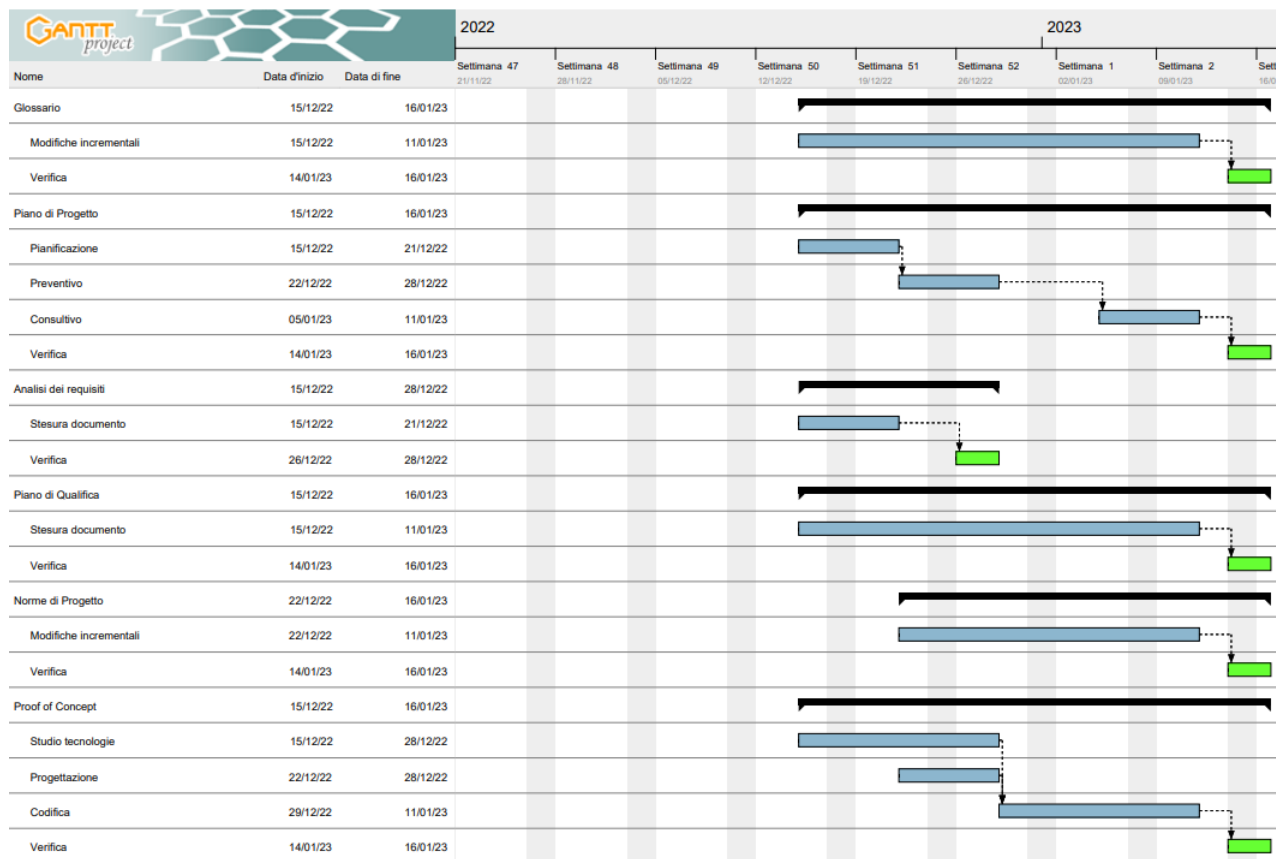 GANTT project
2022 2023
Nome Data d'inizio Data di fine
Settimana 47 Settimana 48 Settimana 49 Settimana 50 Settimana 51 Settimana 52 Settimana 1 Settimana 2 Sett
21/11/22 28/11/22 05/12/22 12/12/22 19/12/22 26/12/22 02/01/23 09/01/23 16/0
Glossario 15/12/22 16/01/23
Modifiche incrementali 15/12/22 11/01/23
Verifica 14/01/23 16/01/23
Piano di Progetto 15/12/22 16/01/23
Pianificazione 15/12/22 21/12/22
Preventivo 22/12/22 28/12/22
Consultivo 05/01/23 11/01/23
Verifica 14/01/23 16/01/23
Analisi dei requisiti 15/12/22 28/12/22
Stesura documento 15/12/22 21/12/22
Verifica 26/12/22 28/12/22
Piano di Qualifica 15/12/22 16/01/23
Stesura documento 15/12/22 11/01/23
Verifica 14/01/23 16/01/23
Norme di Progetto 22/12/22 16/01/23
Modifiche incrementali 22/12/22 11/01/23
Verifica 14/01/23 16/01/23
Proof of Concept 15/12/22 16/01/23
Studio tecnologie 15/12/22 28/12/22
Progettazione 22/12/22 28/12/22
Codifica 29/12/22 11/01/23
Verifica 14/01/23 16/01/23